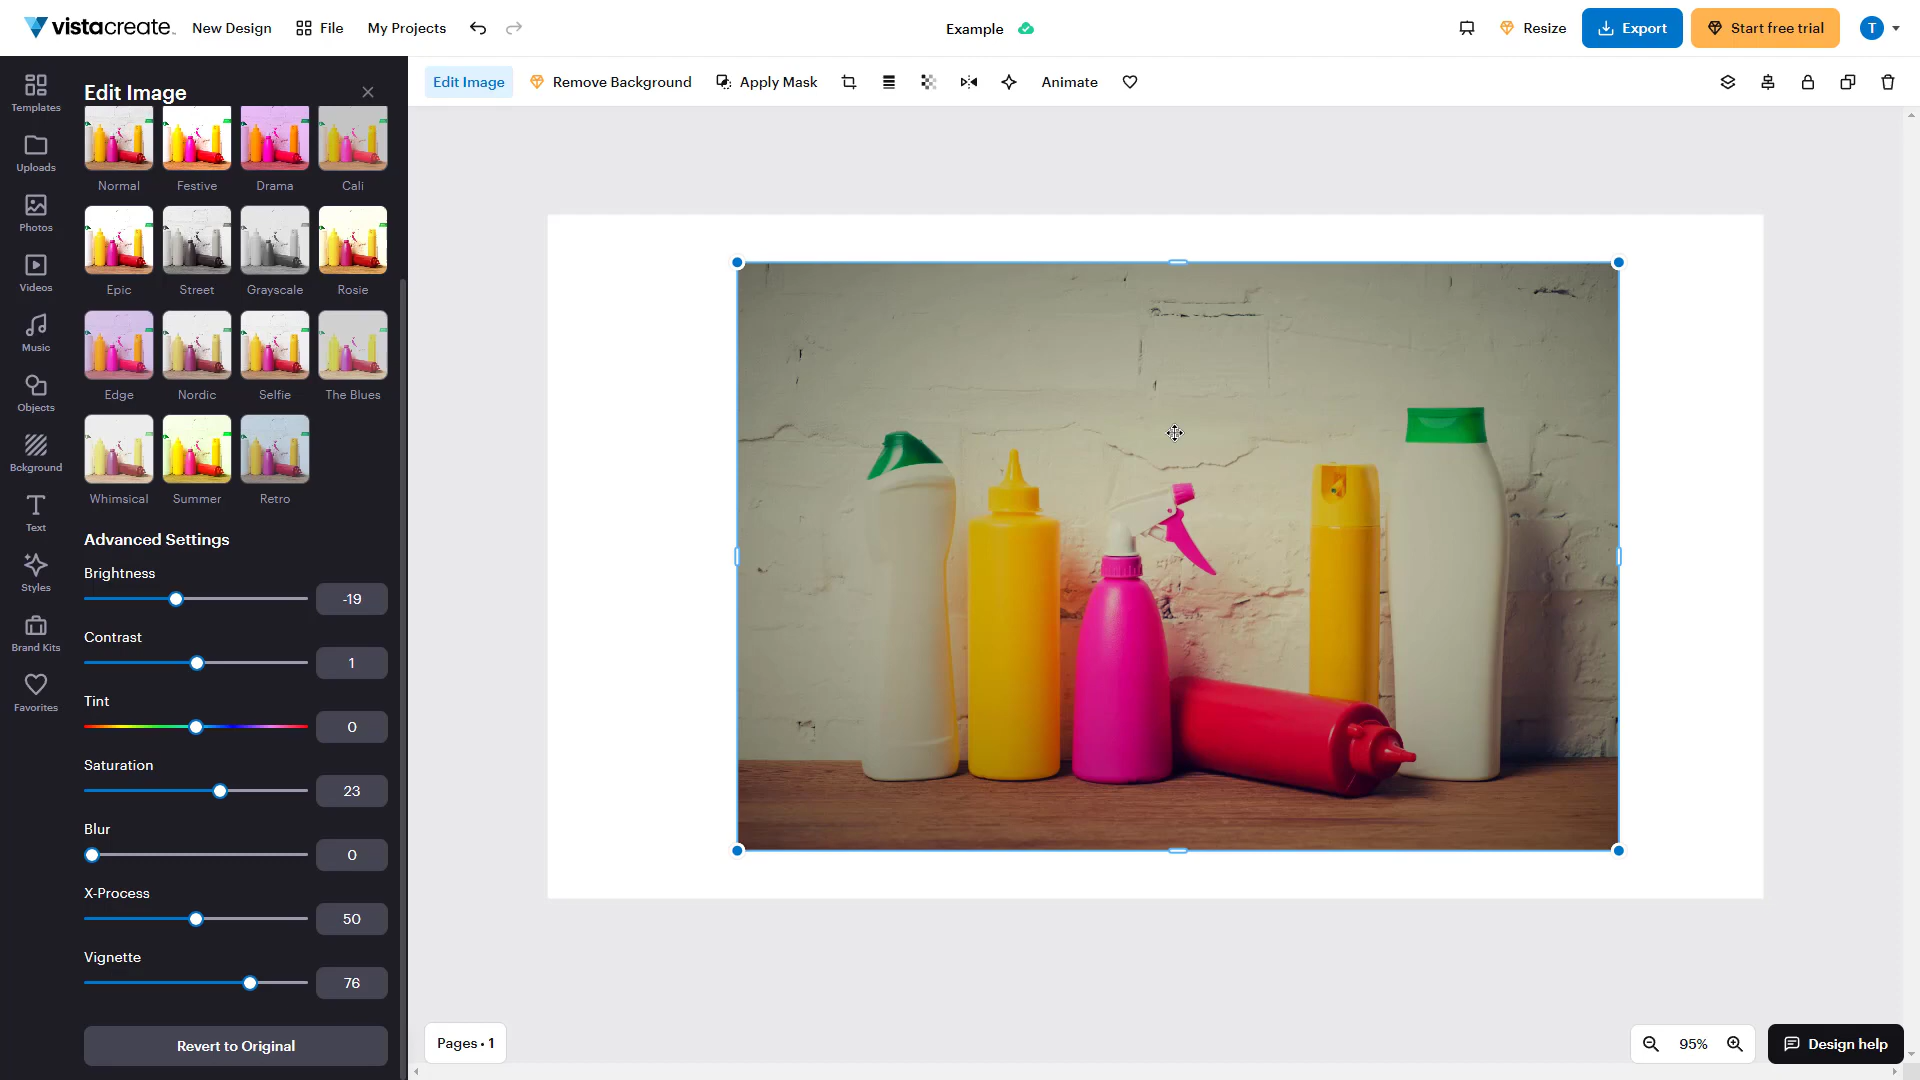 vistacreate
New Design
File
My Projects
Example
Resize
Export
Start free trial
T
Templates
Uploads
Photos
Videos
Music
Objects
Bckground
Text
Styles
Brand Kits
Favorites
Edit Image
Normal
Festive
Drama
Cali
Epic
Street
Grayscale
Rosie
Edge
Nordic
Selfie
The Blues
Whimsical
Summer
Retro
Advanced Settings
Brightness
-19
Contrast
1
Tint
0
Saturation
23
Blur
0
X-Process
50
Vignette
76
Revert to Original
Edit Image
Remove Background
Apply Mask
Animate
Pages • 1
95%
Design help